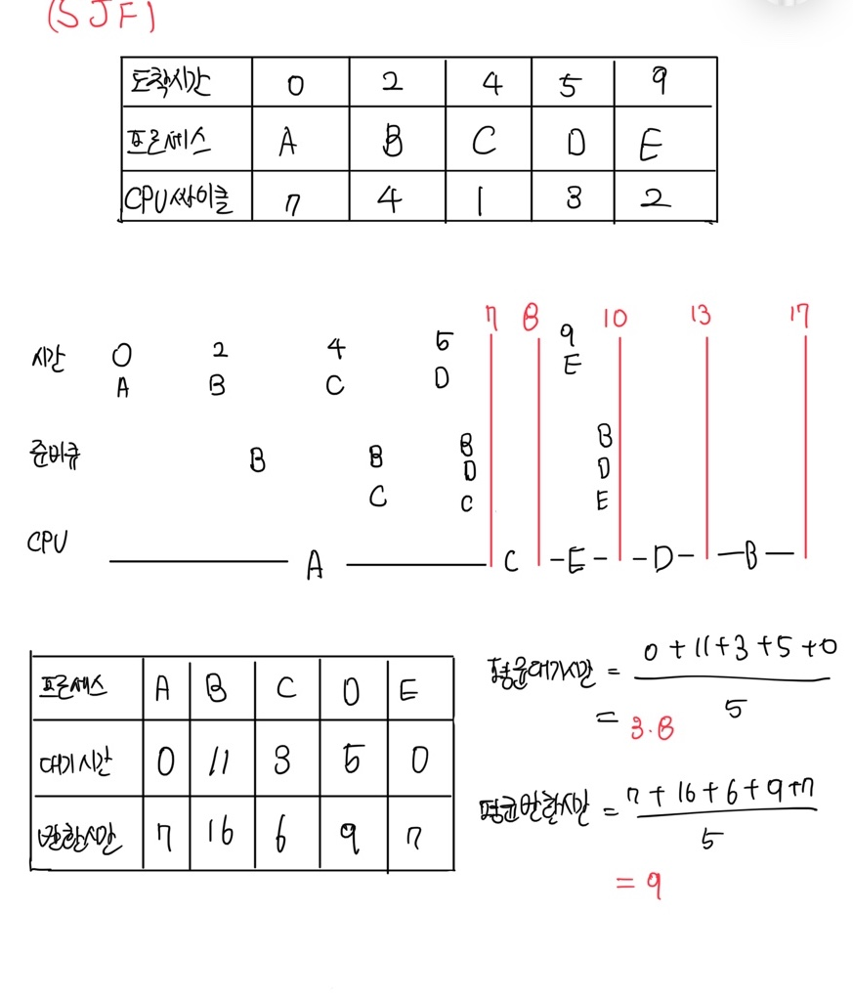 (SJF)
도착시간 0 2 4 5 9
프로세스 A B C D E
CPU사이클 7 4 1 3 2
7 8 10 13 17
시간 0 2 4 5 9
A B C D E
준비큐 B B B B
D D
C C E
CPU A C -E- -D- -B-
프로세스 A B C D E
대기시간 0 11 3 5 0
반환시간 7 16 6 9 7
평균대기시간 = 0+11+3+5+0
5
= 3.8
평균반환시간 = 7+16+6+9+7
5
= 9